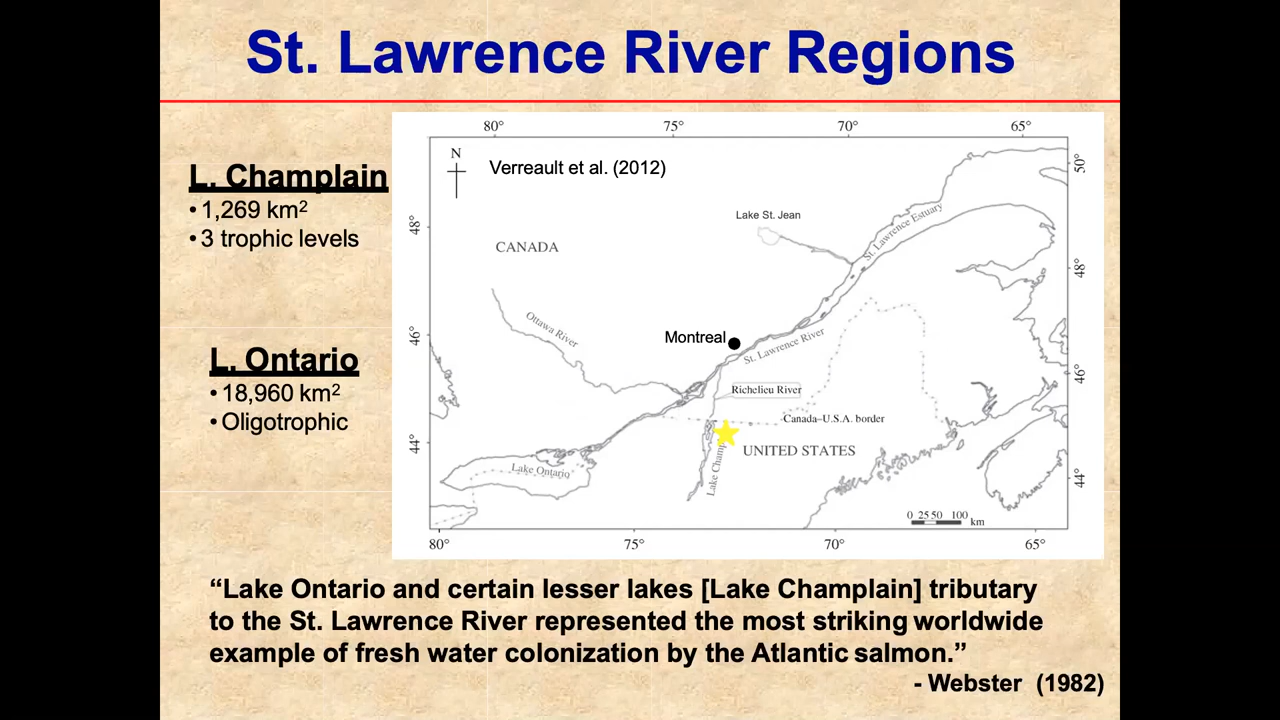 St. Lawrence River Regions
L. Champlain
• 1,269 km²
• 3 trophic levels
L. Ontario
• 18,960 km²
• Oligotrophic
80° 75° 70° 65°
N
Verreault et al. (2012)
50°
Lake St. Jean
St. Lawrence Estuary
48°
CANADA
48°
Ottawa River
46°
Montreal
St. Lawrence River
46°
Richelieu River
Canada–U.S.A. border
44°
UNITED STATES
Lake Champ
Lake Ontario
44°
0 25 50 100
km
80° 75° 70° 65°
“Lake Ontario and certain lesser lakes [Lake Champlain] tributary
to the St. Lawrence River represented the most striking worldwide
example of fresh water colonization by the Atlantic salmon.”
- Webster (1982)